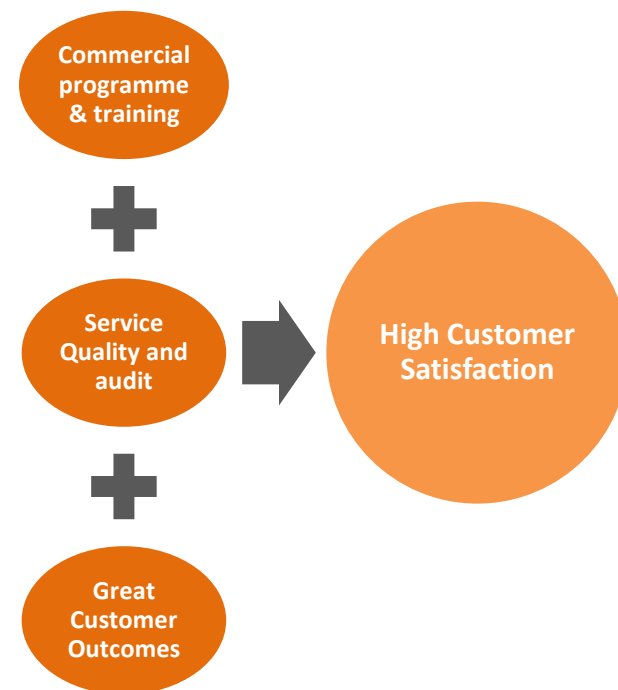 Commercial
programme
& training
Service
Quality and
audit
High Customer
Satisfaction
Great
Customer
Outcomes